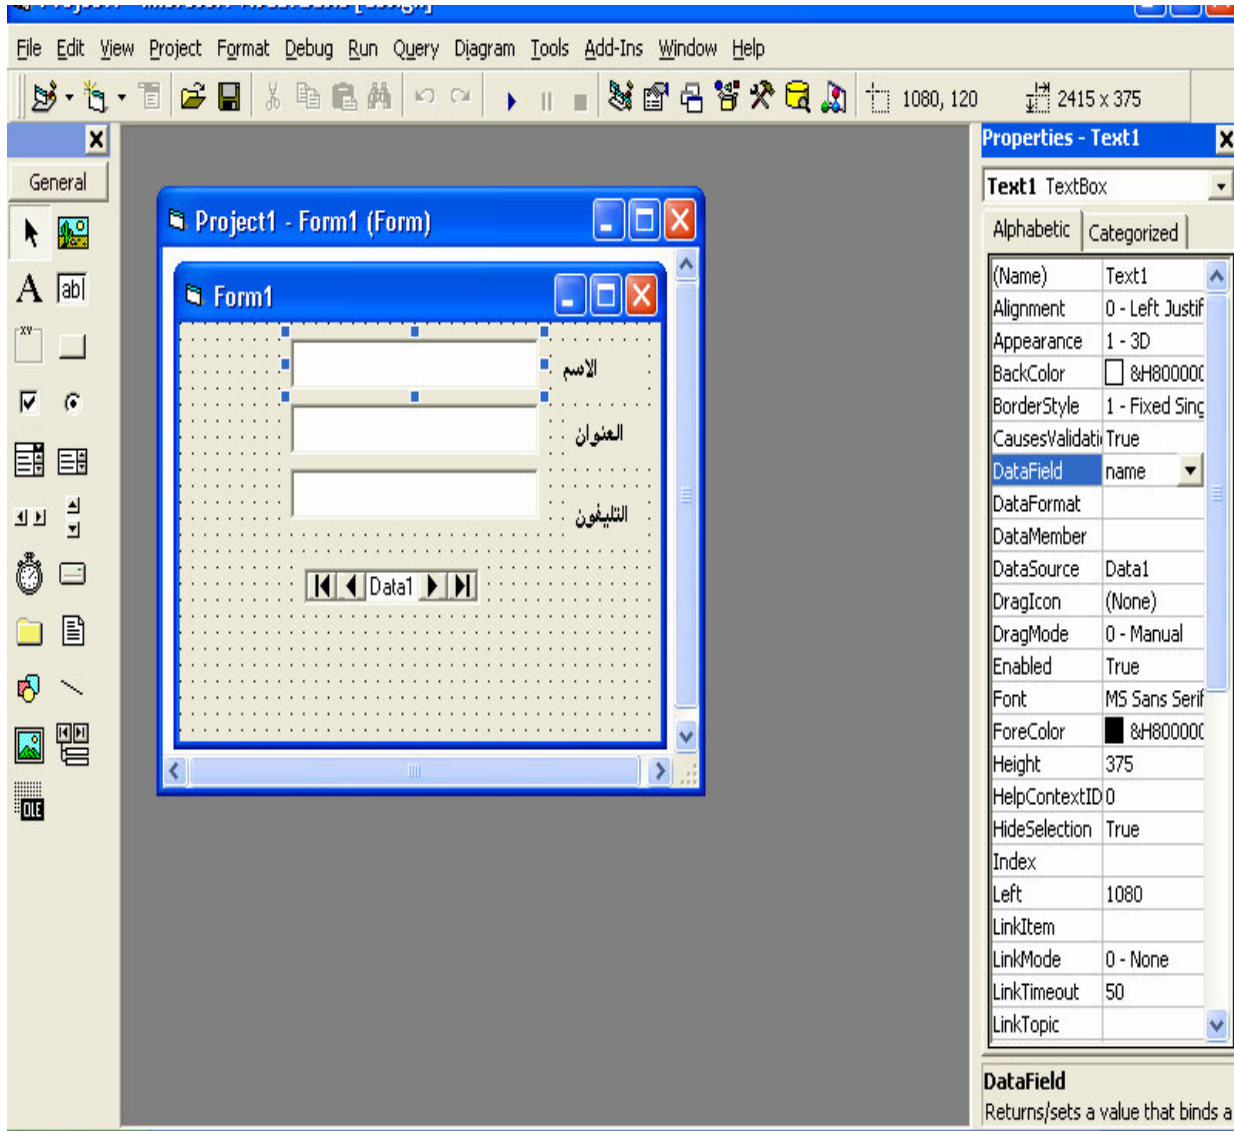 File Edit View Project Format Debug Run Query Diagram Tools Add-Ins Window Help
1080, 120 2415 x 375
General
Project1 - Form1 (Form)
Form1
الاسم
العنوان
التليفون
Data1
A abl
XY
OLE
Properties - Text1
Text1 TextBox
Alphabetic Categorized
(Name) Text1
Alignment 0 - Left Justif
Appearance 1 - 3D
BackColor &H800000
BorderStyle 1 - Fixed Sing
CausesValidati True
DataField name
DataFormat
DataMember
DataSource Data1
DragIcon (None)
DragMode 0 - Manual
Enabled True
Font MS Sans Serif
ForeColor &H800000
Height 375
HelpContextID 0
HideSelection True
Index
Left 1080
LinkItem
LinkMode 0 - None
LinkTimeout 50
LinkTopic
DataField
Returns/sets a value that binds a